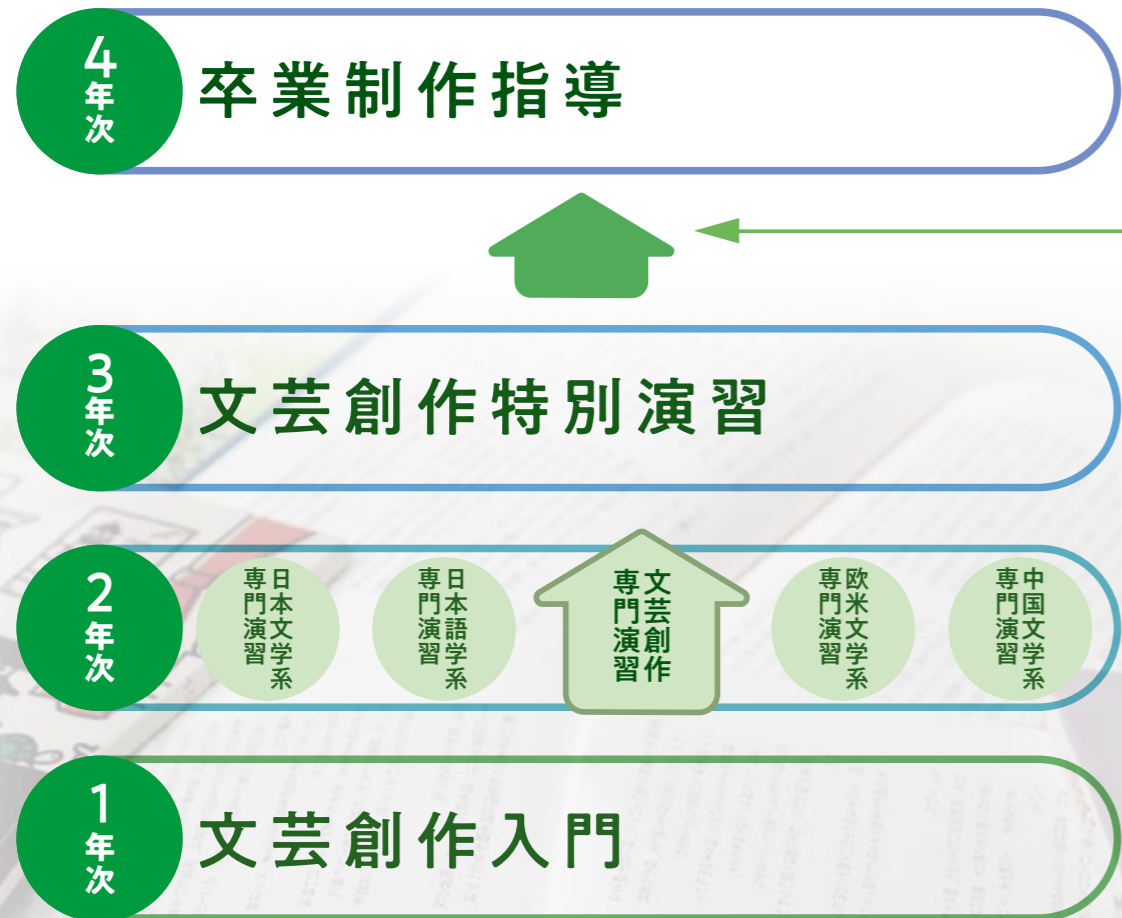 4年次
卒業制作指導
3年次
文芸創作特別演習
2年次
日本文学系
専門演習
日本語学系
専門演習
文芸創作
専門演習
欧米文学系
専門演習
中国文学系
専門演習
1年次
文芸創作入門